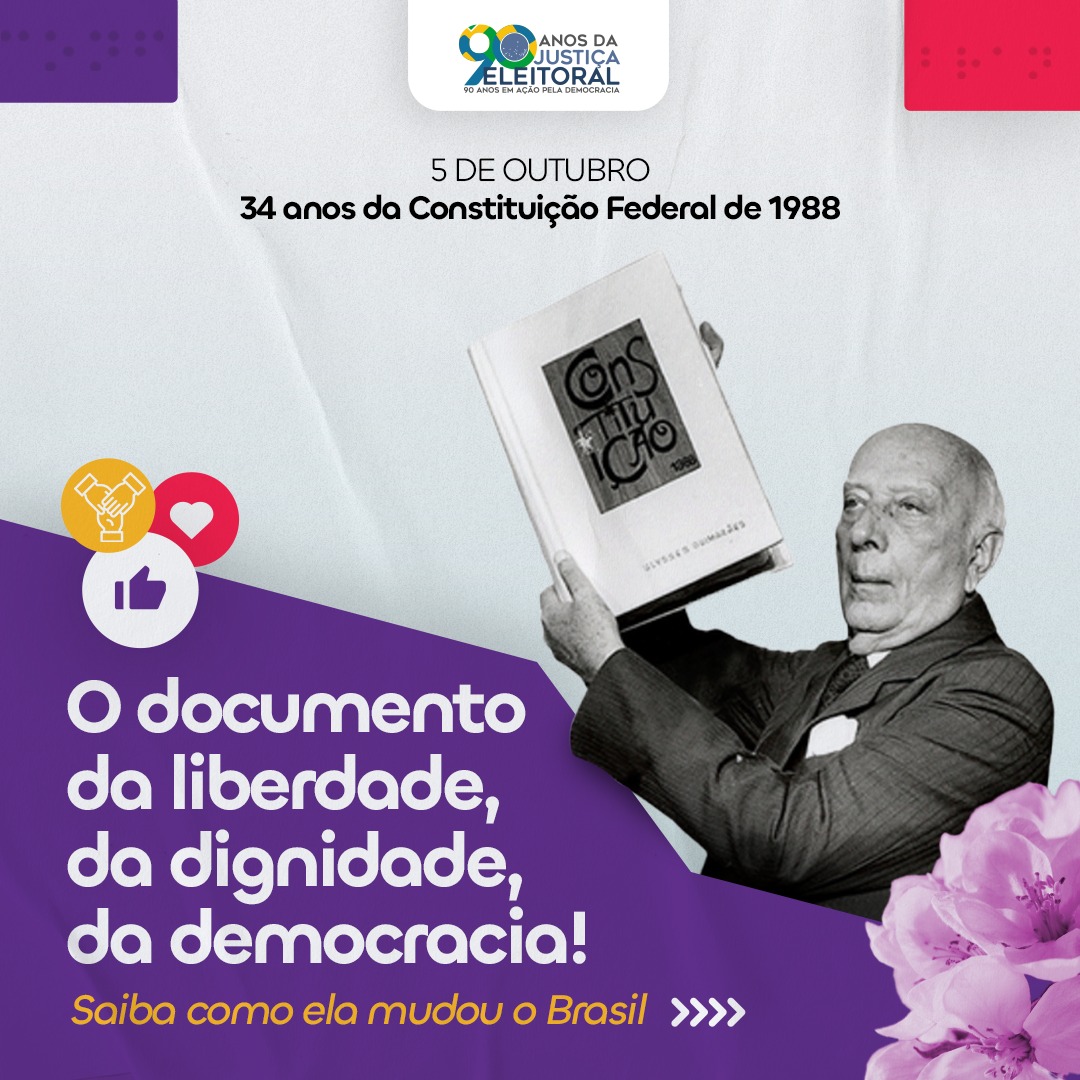 90 ANOS DA
JUSTIÇA
ELEITORAL
90 ANOS EM AÇÃO PELA DEMOCRACIA
5 DE OUTUBRO
34 anos da Constituição Federal de 1988
CONS
TITU
IÇÃO
1988
ULYSSES GUIMARÃES
O documento
da liberdade,
da dignidade,
da democracia!
Saiba como ela mudou o Brasil